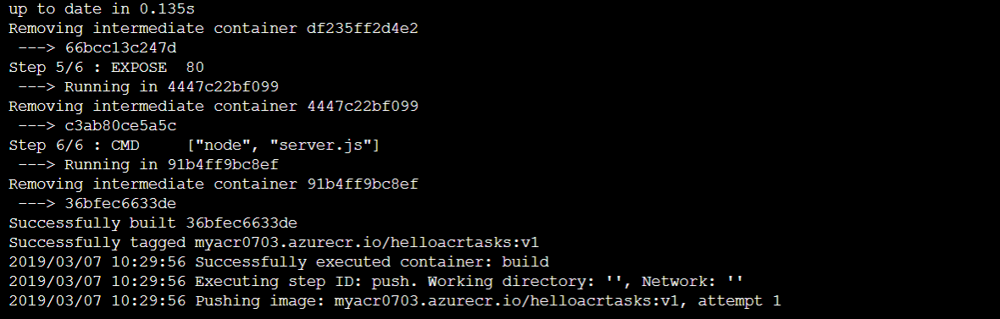 up to date in 0.135s
Removing intermediate container df235ff2d4e2
 ---> 66bcc13c247d
Step 5/6 : EXPOSE  80
 ---> Running in 4447c22bf099
Removing intermediate container 4447c22bf099
 ---> c3ab80ce5a5c
Step 6/6 : CMD     ["node", "server.js"]
 ---> Running in 91b4ff9bc8ef
Removing intermediate container 91b4ff9bc8ef
 ---> 36bfec6633de
Successfully built 36bfec6633de
Successfully tagged myacr0703.azurecr.io/helloacrtasks:v1
2019/03/07 10:29:56 Successfully executed container: build
2019/03/07 10:29:56 Executing step ID: push. Working directory: '', Network: ''
2019/03/07 10:29:56 Pushing image: myacr0703.azurecr.io/helloacrtasks:v1, attempt 1